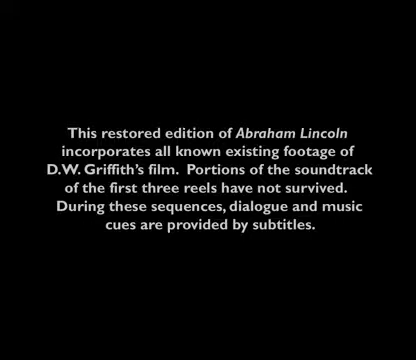 This restored edition of Abraham Lincoln
incorporates all known existing footage of
D.W. Griffith's film. Portions of the soundtrack
of the first three reels have not survived.
During these sequences, dialogue and music
cues are provided by subtitles.